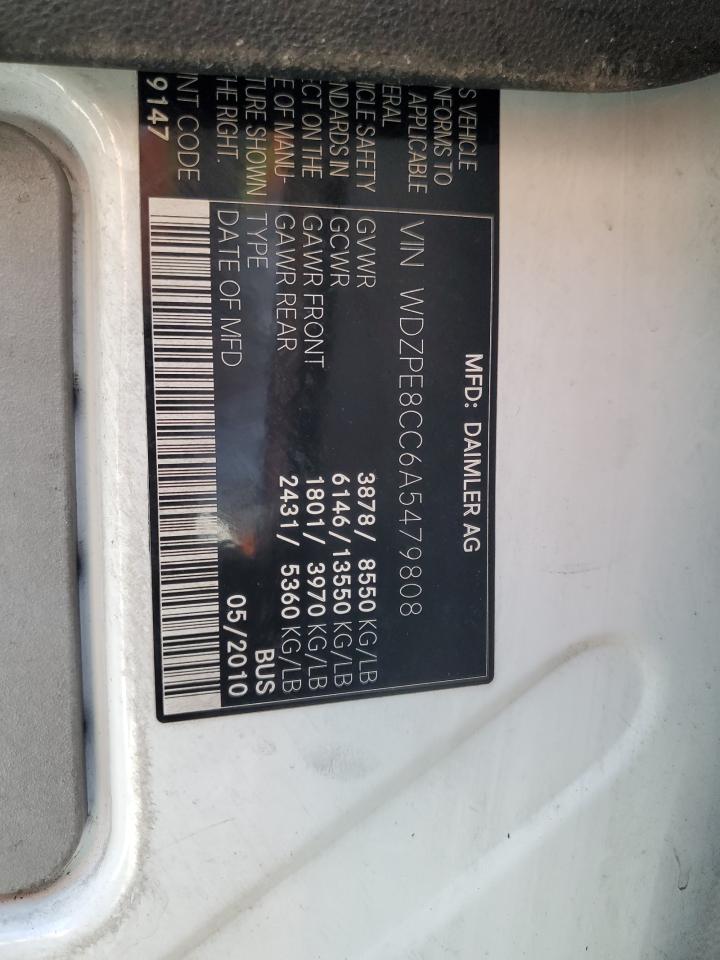 MFD: DAIMLER AG
VIN WDZPE8CC6A5479808
GVWR 3878/ 8550 KG/LB
GCWR 6146/13550 KG/LB
GAWR FRONT 1801/ 3970 KG/LB
GAWR REAR 2431/ 5360 KG/LB
TYPE BUS
DATE OF MFD 05/2010
S VEHICLE
NFORMS TO
APPLICABLE
ERAL
ICLE SAFETY
NDARDS IN
ECT ON THE
E OF MANU-
TURE SHOWN
THE RIGHT.
NT CODE
9147